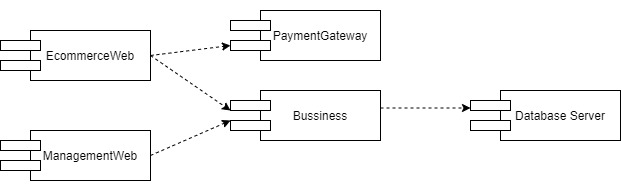 PaymentGateway
EcommerceWeb
Bussiness
Database Server
ManagementWeb